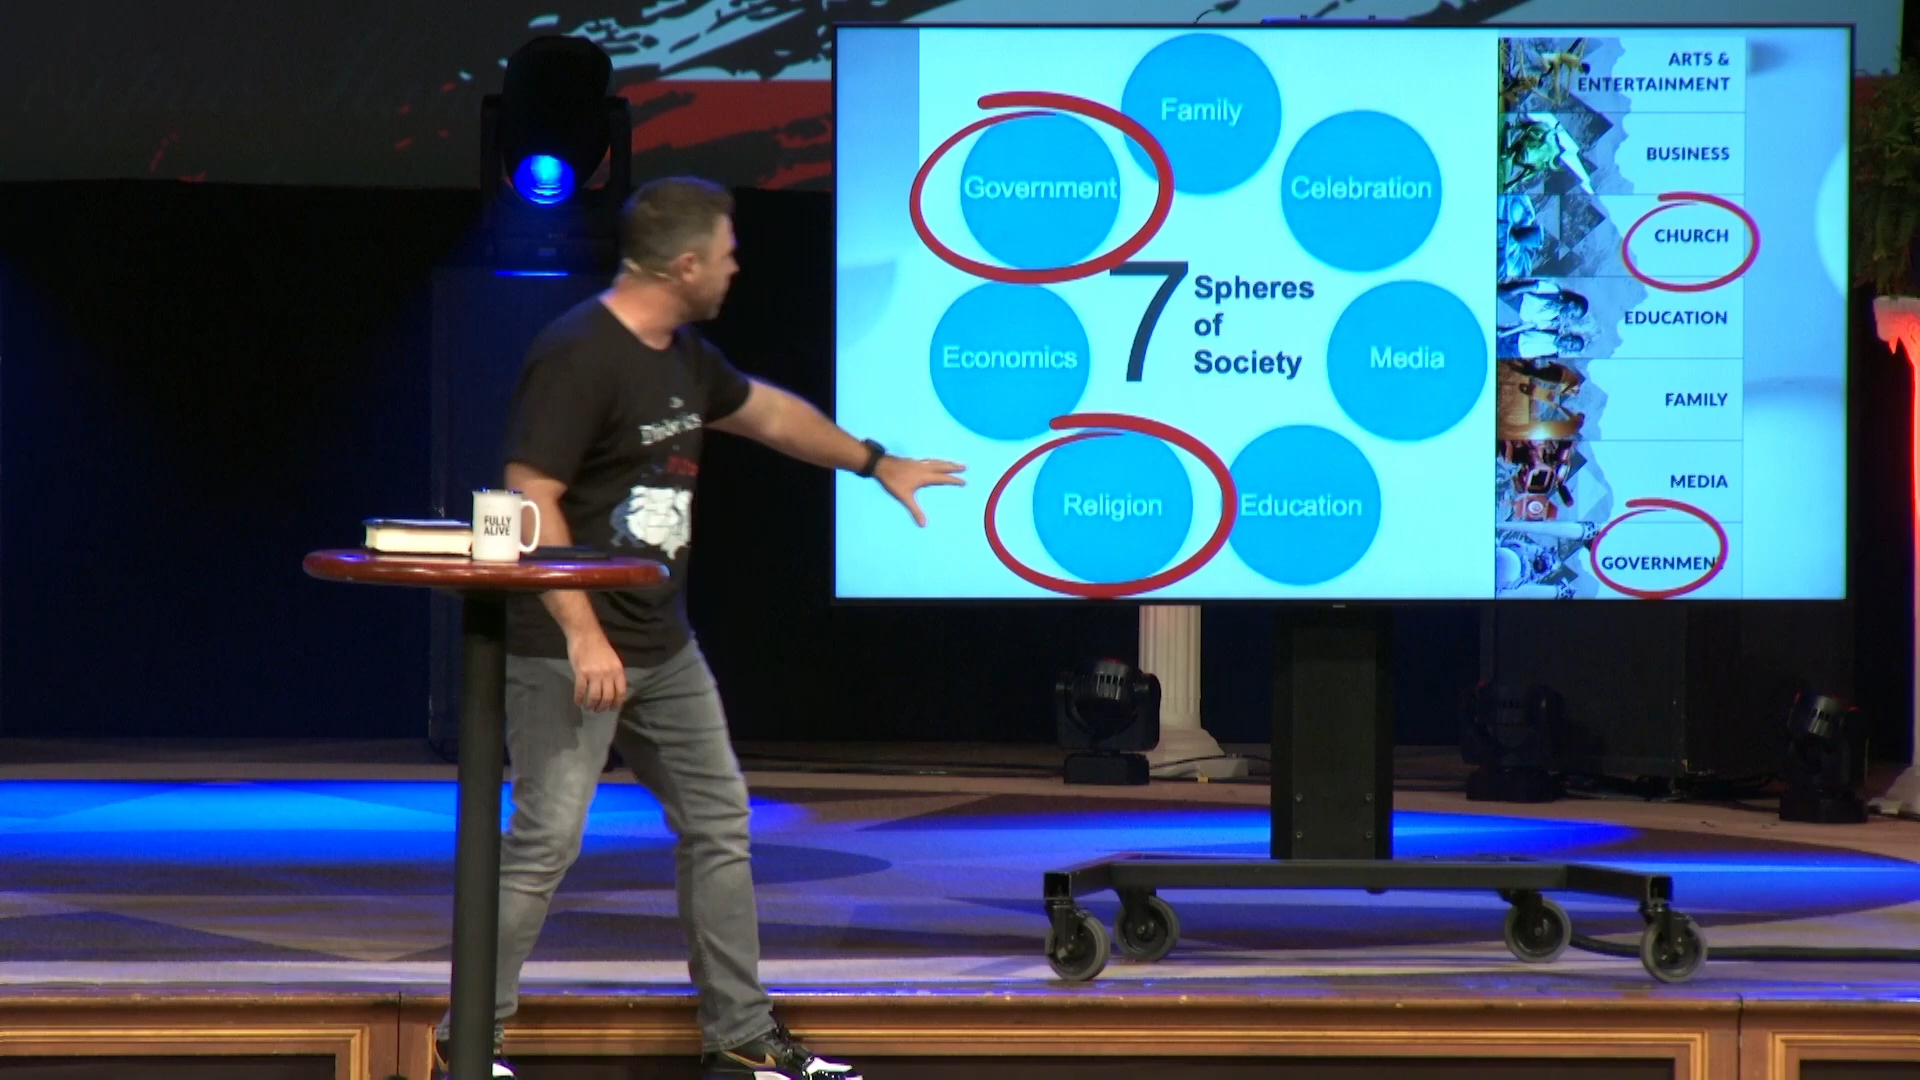 Family
Government
Celebration
7
Spheres
of
Society
Economics
Media
Religion
Education
ARTS &
ENTERTAINMENT
BUSINESS
CHURCH
EDUCATION
FAMILY
MEDIA
GOVERNMENT
FULLY
ALIVE